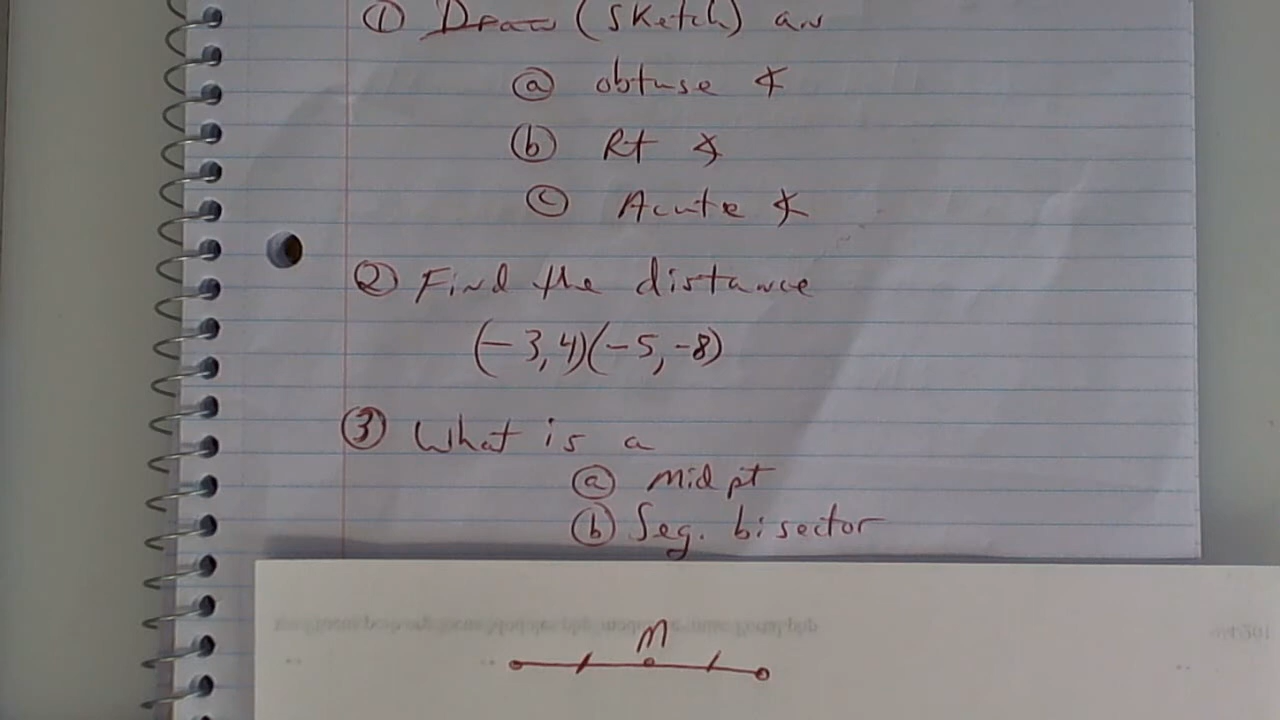 ① Draw (Sketch) an
ⓐ obtuse ∢
ⓑ Rt ∢
ⓒ Acute ∢
② Find the distance
(-3,4)(-5,-8)
③ What is a
ⓐ mid pt
ⓑ Seg. bisector
M